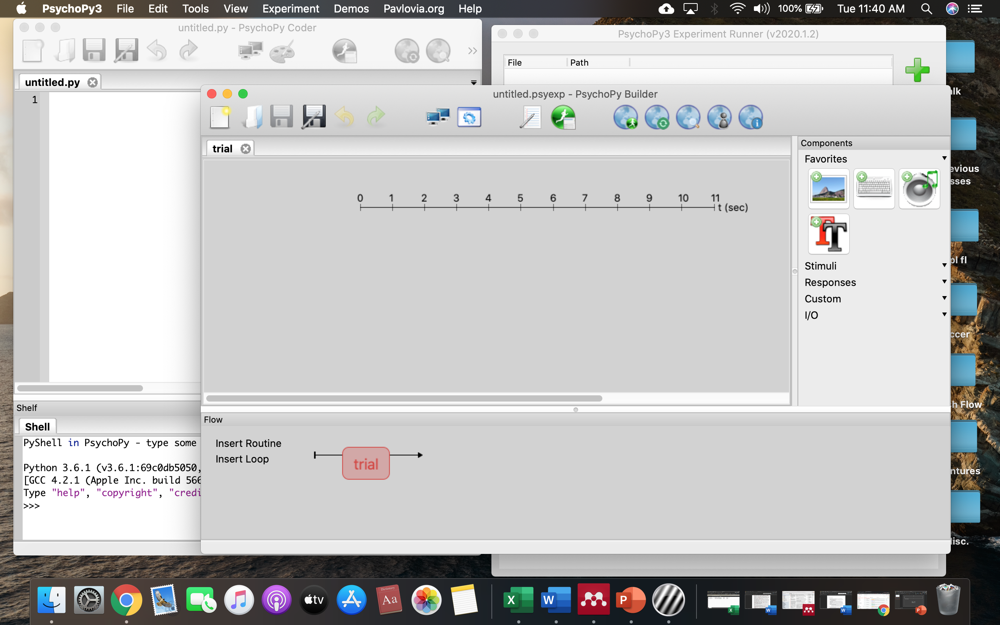 PsychoPy3 File Edit Tools View Experiment Demos Pavlovia.org Help 100% Tue 11:40 AM
untitled.py - PsychoPy Coder
PsychoPy3 Experiment Runner (v2020.1.2)
File Path
untitled.py
1
untitled.psyexp - PsychoPy Builder
trial
0 1 2 3 4 5 6 7 8 9 10 11
t (sec)
Components
Favorites
Stimuli
Responses
Custom
I/O
Shelf
Shell
PyShell in PsychoPy - type some
Python 3.6.1 (v3.6.1:69c0db5050,
[GCC 4.2.1 (Apple Inc. build 566
Type "help", "copyright", "credi
>>>
Flow
Insert Routine
Insert Loop
trial
lk
evious
sses
pl fl
ccer
h Flow
ntures
isc.
tv
Dictionary
Aa
X
W
P